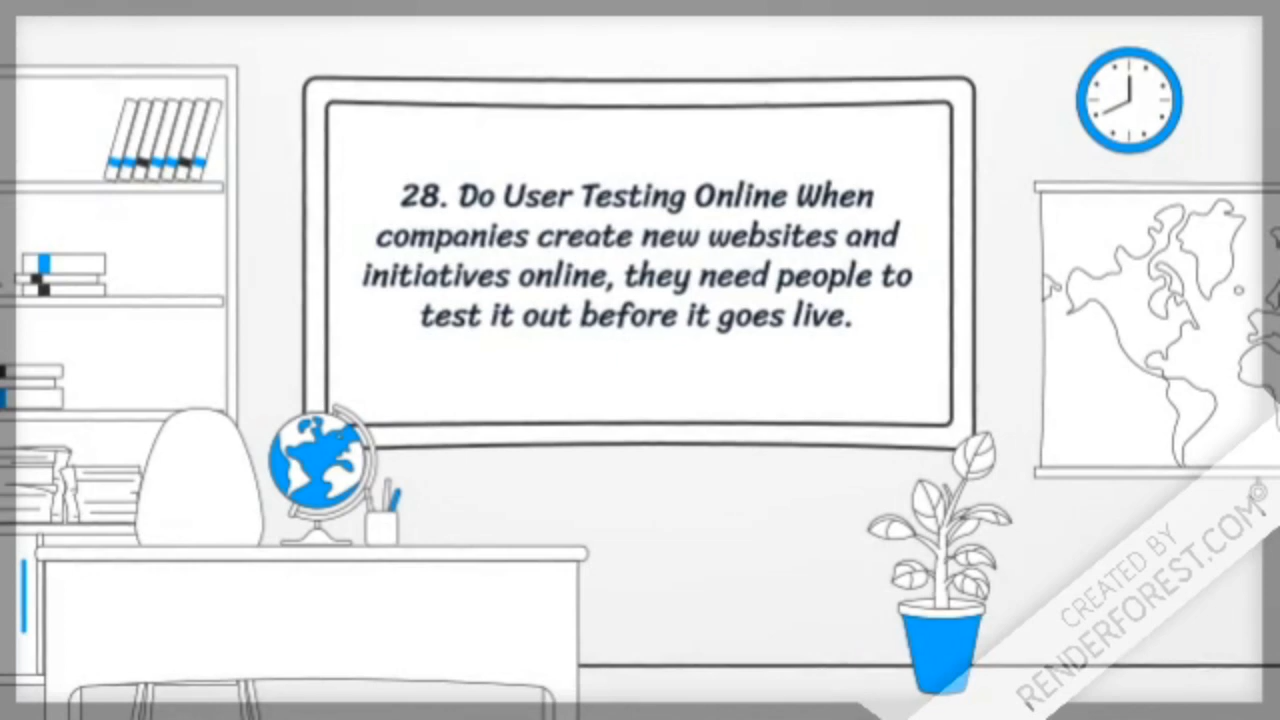 28. Do User Testing Online When
companies create new websites and
initiatives online, they need people to
test it out before it goes live.
CREATED BY
RENDERFOREST.COM